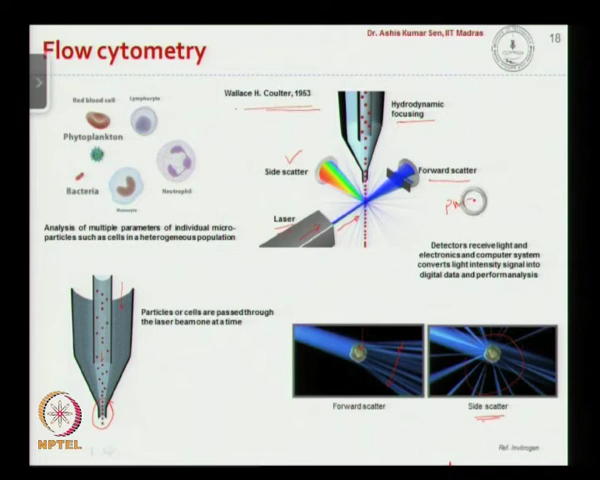 Dr. Ashis Kumar Sen, IIT Madras
18
Flow cytometry
Wallace H. Coulter, 1953
Red blood cell
Lymphocyte
Hydrodynamic
focusing
Phytoplankton
Side scatter
Forward scatter
Bacteria
Neutrophil
Monocyte
Laser
Analysis of multiple parameters of individual micro-
particles such as cells in a heterogeneous population
Detectors receive light and
electronics and computer system
converts light intensity signal into
digital data and perform analysis
Particles or cells are passed through
the laser beam one at a time
Forward scatter
Side scatter
NPTEL
Ref. Invitrogen